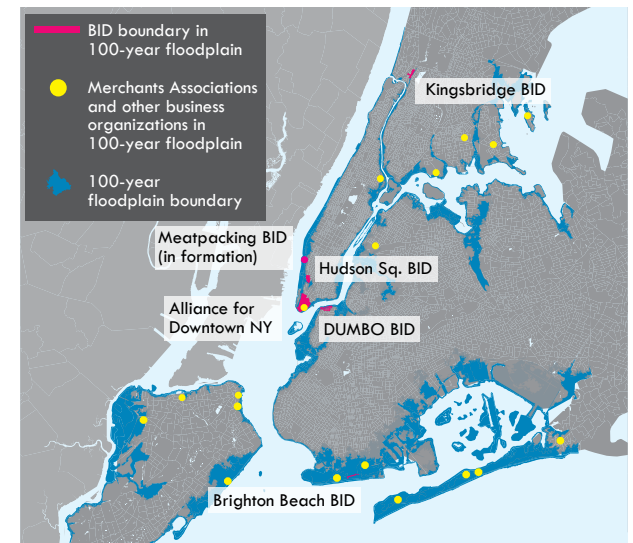 BID boundary in
100-year floodplain
Merchants Associations
and other business
organizations in
100-year floodplain
100-year
floodplain boundary
Kingsbridge BID
Meatpacking BID
(in formation)
Hudson Sq. BID
Alliance for
Downtown NY
DUMBO BID
Brighton Beach BID